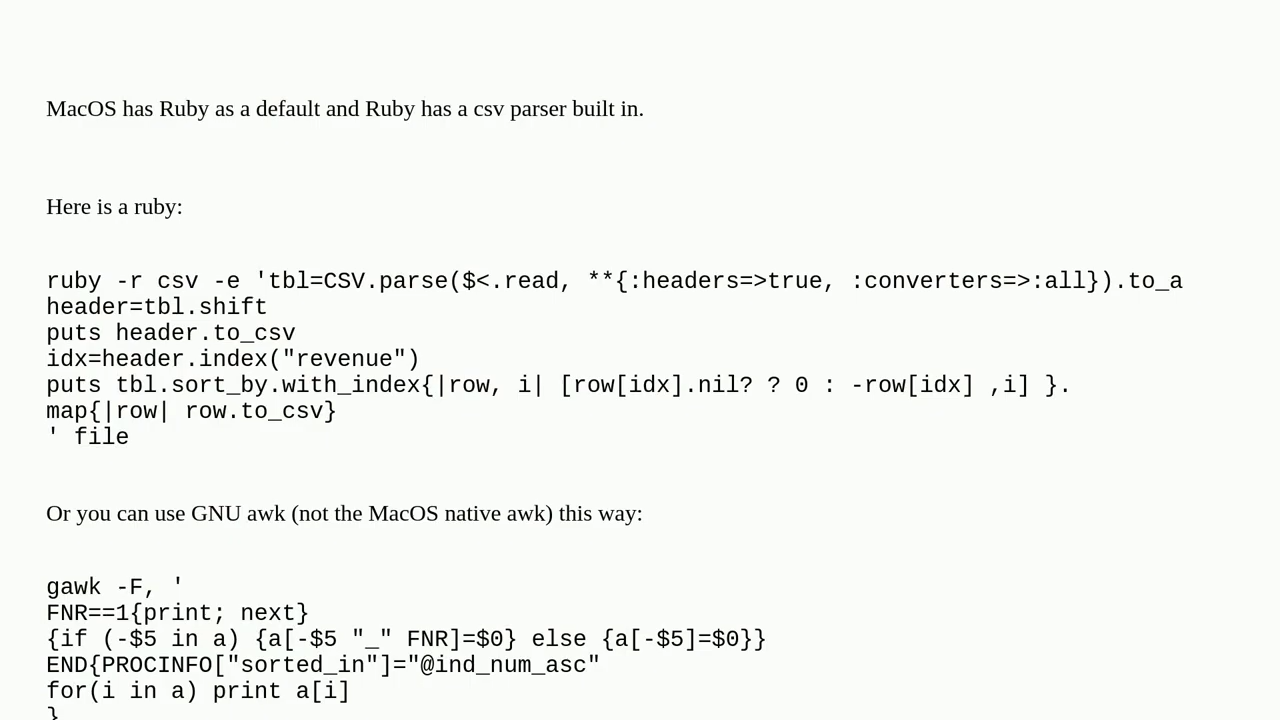 MacOS has Ruby as a default and Ruby has a csv parser built in.
Here is a ruby:
ruby -r csv -e 'tbl=CSV.parse($<.read, **{:headers=>true, :converters=>:all}).to_a
header=tbl.shift
puts header.to_csv
idx=header.index("revenue")
puts tbl.sort_by.with_index{|row, i| [row[idx].nil? ? 0 : -row[idx] ,i] }.
map{|row| row.to_csv}
' file
Or you can use GNU awk (not the MacOS native awk) this way:
gawk -F, '
FNR==1{print; next}
{if (-$5 in a) {a[-$5 "_" FNR]=$0} else {a[-$5]=$0}}
END{PROCINFO["sorted_in"]="@ind_num_asc"
for(i in a) print a[i]
}